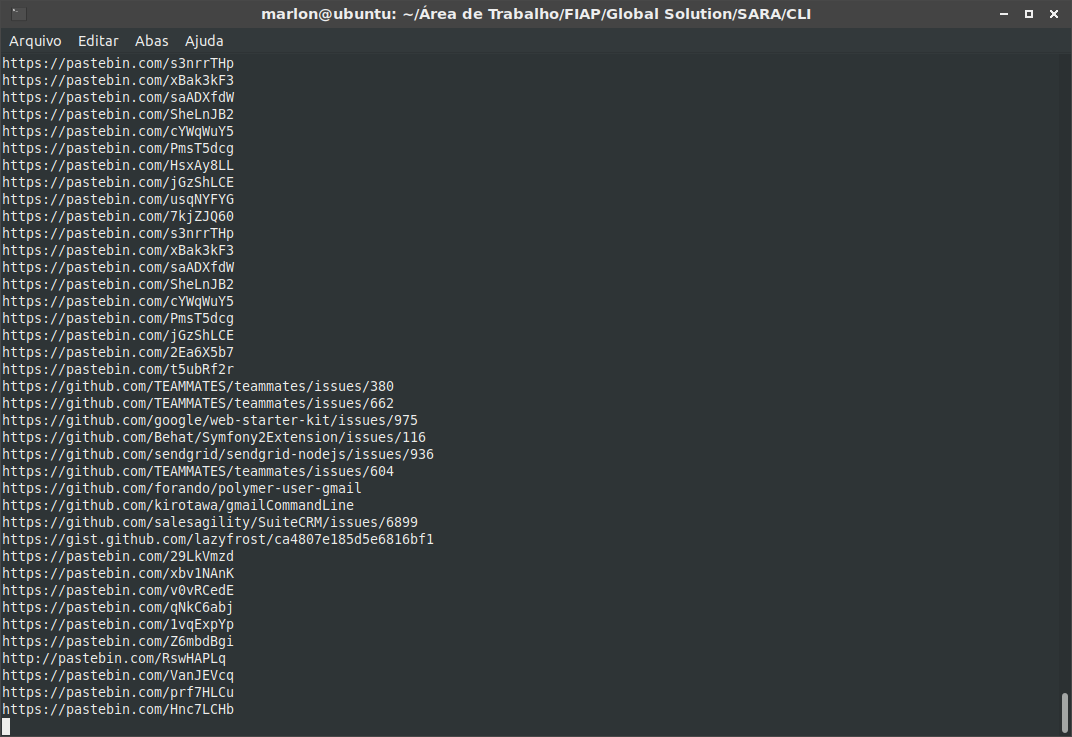 marlon@ubuntu: ~/Área de Trabalho/FIAP/Global Solution/SARA/CLI
Arquivo Editar Abas Ajuda
https://pastebin.com/s3nrrTHp
https://pastebin.com/xBak3kF3
https://pastebin.com/saADXfdW
https://pastebin.com/SheLnJB2
https://pastebin.com/cYWqWuY5
https://pastebin.com/PmsT5dcg
https://pastebin.com/HsxAy8LL
https://pastebin.com/jGzShLCE
https://pastebin.com/usqNYFYG
https://pastebin.com/7kjZJQ60
https://pastebin.com/s3nrrTHp
https://pastebin.com/xBak3kF3
https://pastebin.com/saADXfdW
https://pastebin.com/SheLnJB2
https://pastebin.com/cYWqWuY5
https://pastebin.com/PmsT5dcg
https://pastebin.com/jGzShLCE
https://pastebin.com/2Ea6X5b7
https://pastebin.com/t5ubRf2r
https://github.com/TEAMMATES/teammates/issues/380
https://github.com/TEAMMATES/teammates/issues/662
https://github.com/google/web-starter-kit/issues/975
https://github.com/Behat/Symfony2Extension/issues/116
https://github.com/sendgrid/sendgrid-nodejs/issues/936
https://github.com/TEAMMATES/teammates/issues/604
https://github.com/forando/polymer-user-gmail
https://github.com/kirotawa/gmailCommandLine
https://github.com/salesagility/SuiteCRM/issues/6899
https://gist.github.com/lazyfrost/ca4807e185d5e6816bf1
https://pastebin.com/29LkVmzd
https://pastebin.com/xbv1NAnK
https://pastebin.com/v0vRCedE
https://pastebin.com/qNkC6abj
https://pastebin.com/1vqExpYp
https://pastebin.com/Z6mbdBgi
http://pastebin.com/RswHAPLq
https://pastebin.com/VanJEVcq
https://pastebin.com/prf7HLCu
https://pastebin.com/Hnc7LCHb